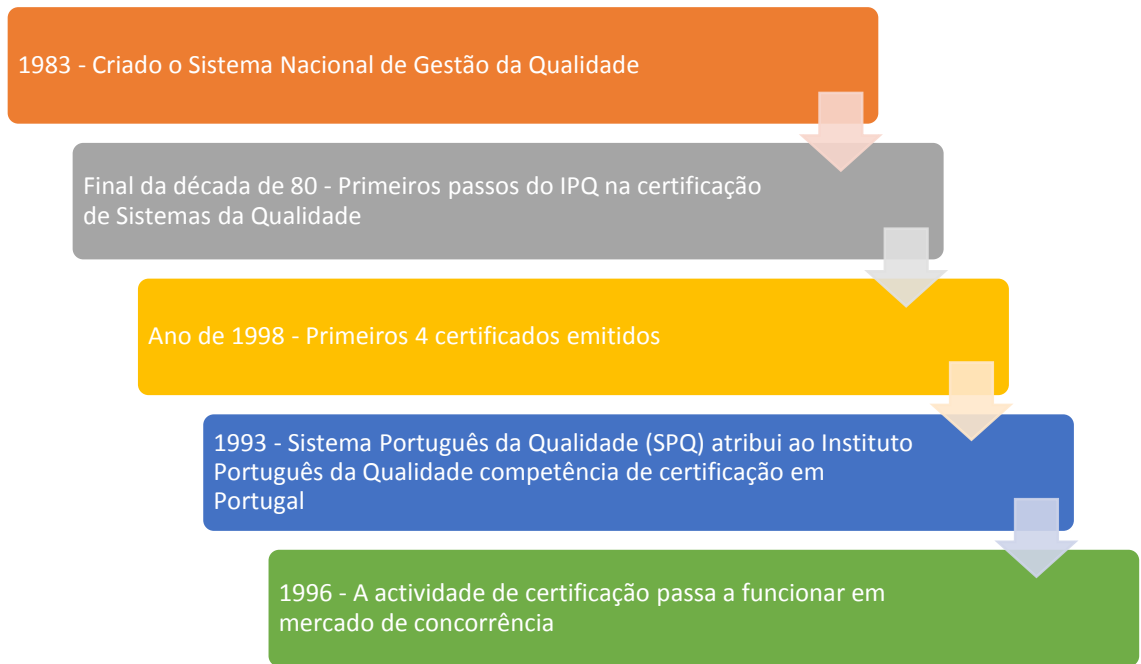 1983 - Criado o Sistema Nacional de Gestão da Qualidade
Final da década de 80 - Primeiros passos do IPQ na certificação
de Sistemas da Qualidade
Ano de 1998 - Primeiros 4 certificados emitidos
1993 - Sistema Português da Qualidade (SPQ) atribui ao Instituto
Português da Qualidade competência de certificação em
Portugal
1996 - A actividade de certificação passa a funcionar em
mercado de concorrência